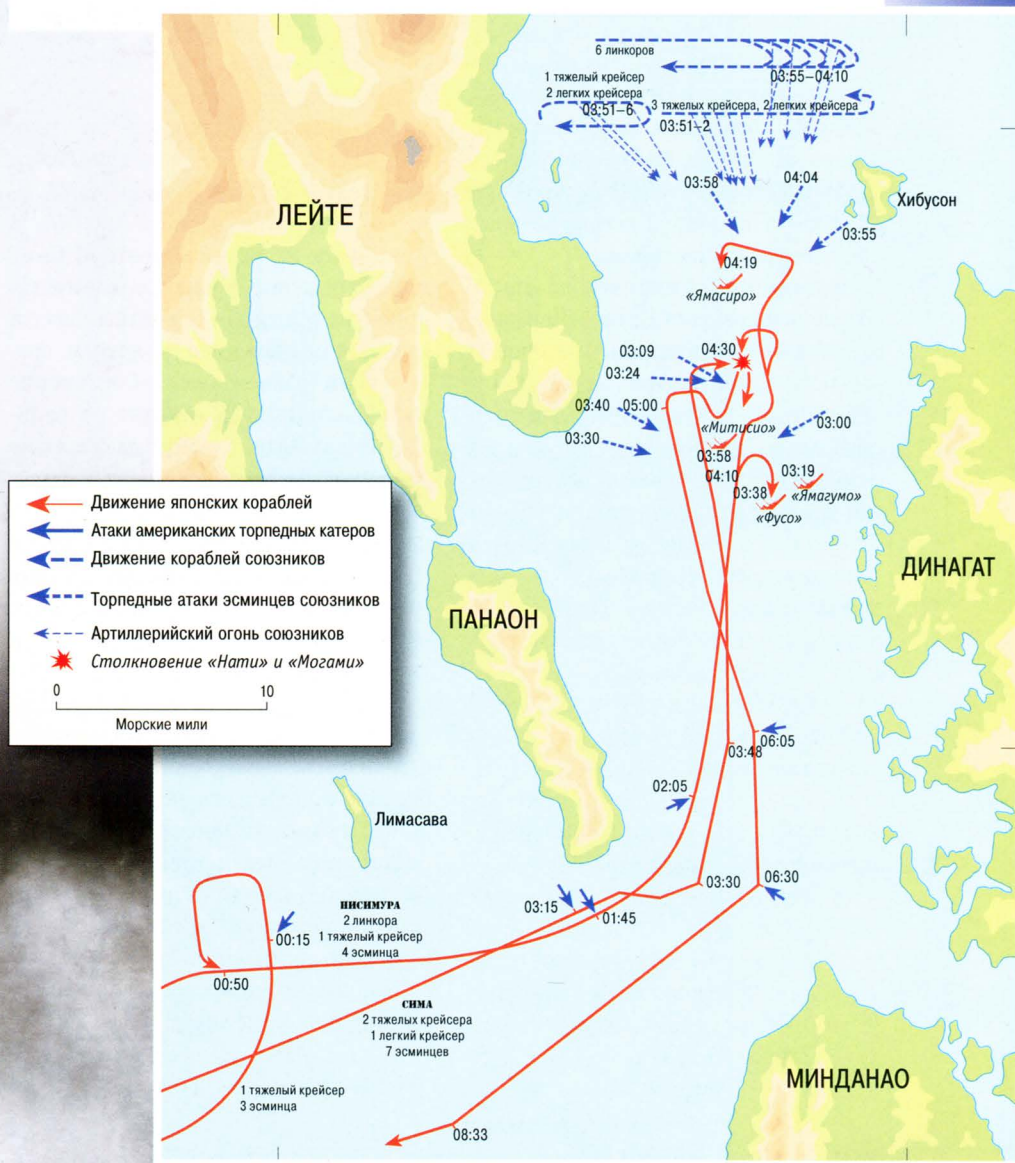 6 линкоров
03:55–04:10
1 тяжелый крейсер
2 легких крейсера
03:51–6
3 тяжелых крейсера, 2 легких крейсера
03:51–2
03:58
04:04
Хибусон
03:55
ЛЕЙТЕ
04:19
«Ямасиро»
03:09
04:30
03:24
03:40
05:00
03:30
«Митисио»
03:00
03:58
04:10
03:19
03:38
«Ямагумо»
«Фусо»
Движение японских кораблей
Атаки американских торпедных катеров
Движение кораблей союзников
Торпедные атаки эсминцев союзников
Артиллерийский огонь союзников
Столкновение «Нати» и «Могами»
0 10
Морские мили
ДИНАГАТ
ПАНАОН
06:05
03:48
02:05
Лимасава
03:30
06:30
03:15
01:45
НИСИМУРА
2 линкора
1 тяжелый крейсер
4 эсминца
00:15
00:50
СИМА
2 тяжелых крейсера
1 легкий крейсер
7 эсминцев
1 тяжелый крейсер
3 эсминца
МИНДАНАО
08:33